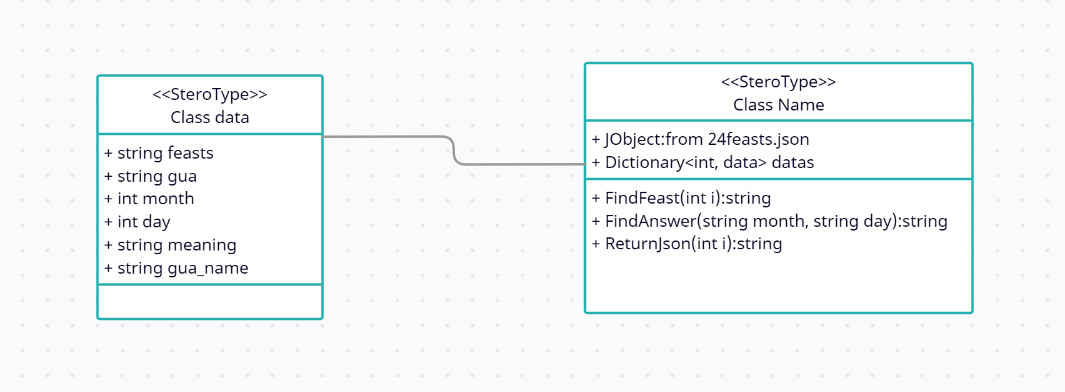 <<SteroType>>
Class data
+ string feasts
+ string gua
+ int month
+ int day
+ string meaning
+ string gua_name
<<SteroType>>
Class Name
+ JObject:from 24feasts.json
+ Dictionary<int, data> datas
+ FindFeast(int i):string
+ FindAnswer(string month, string day):string
+ ReturnJson(int i):string